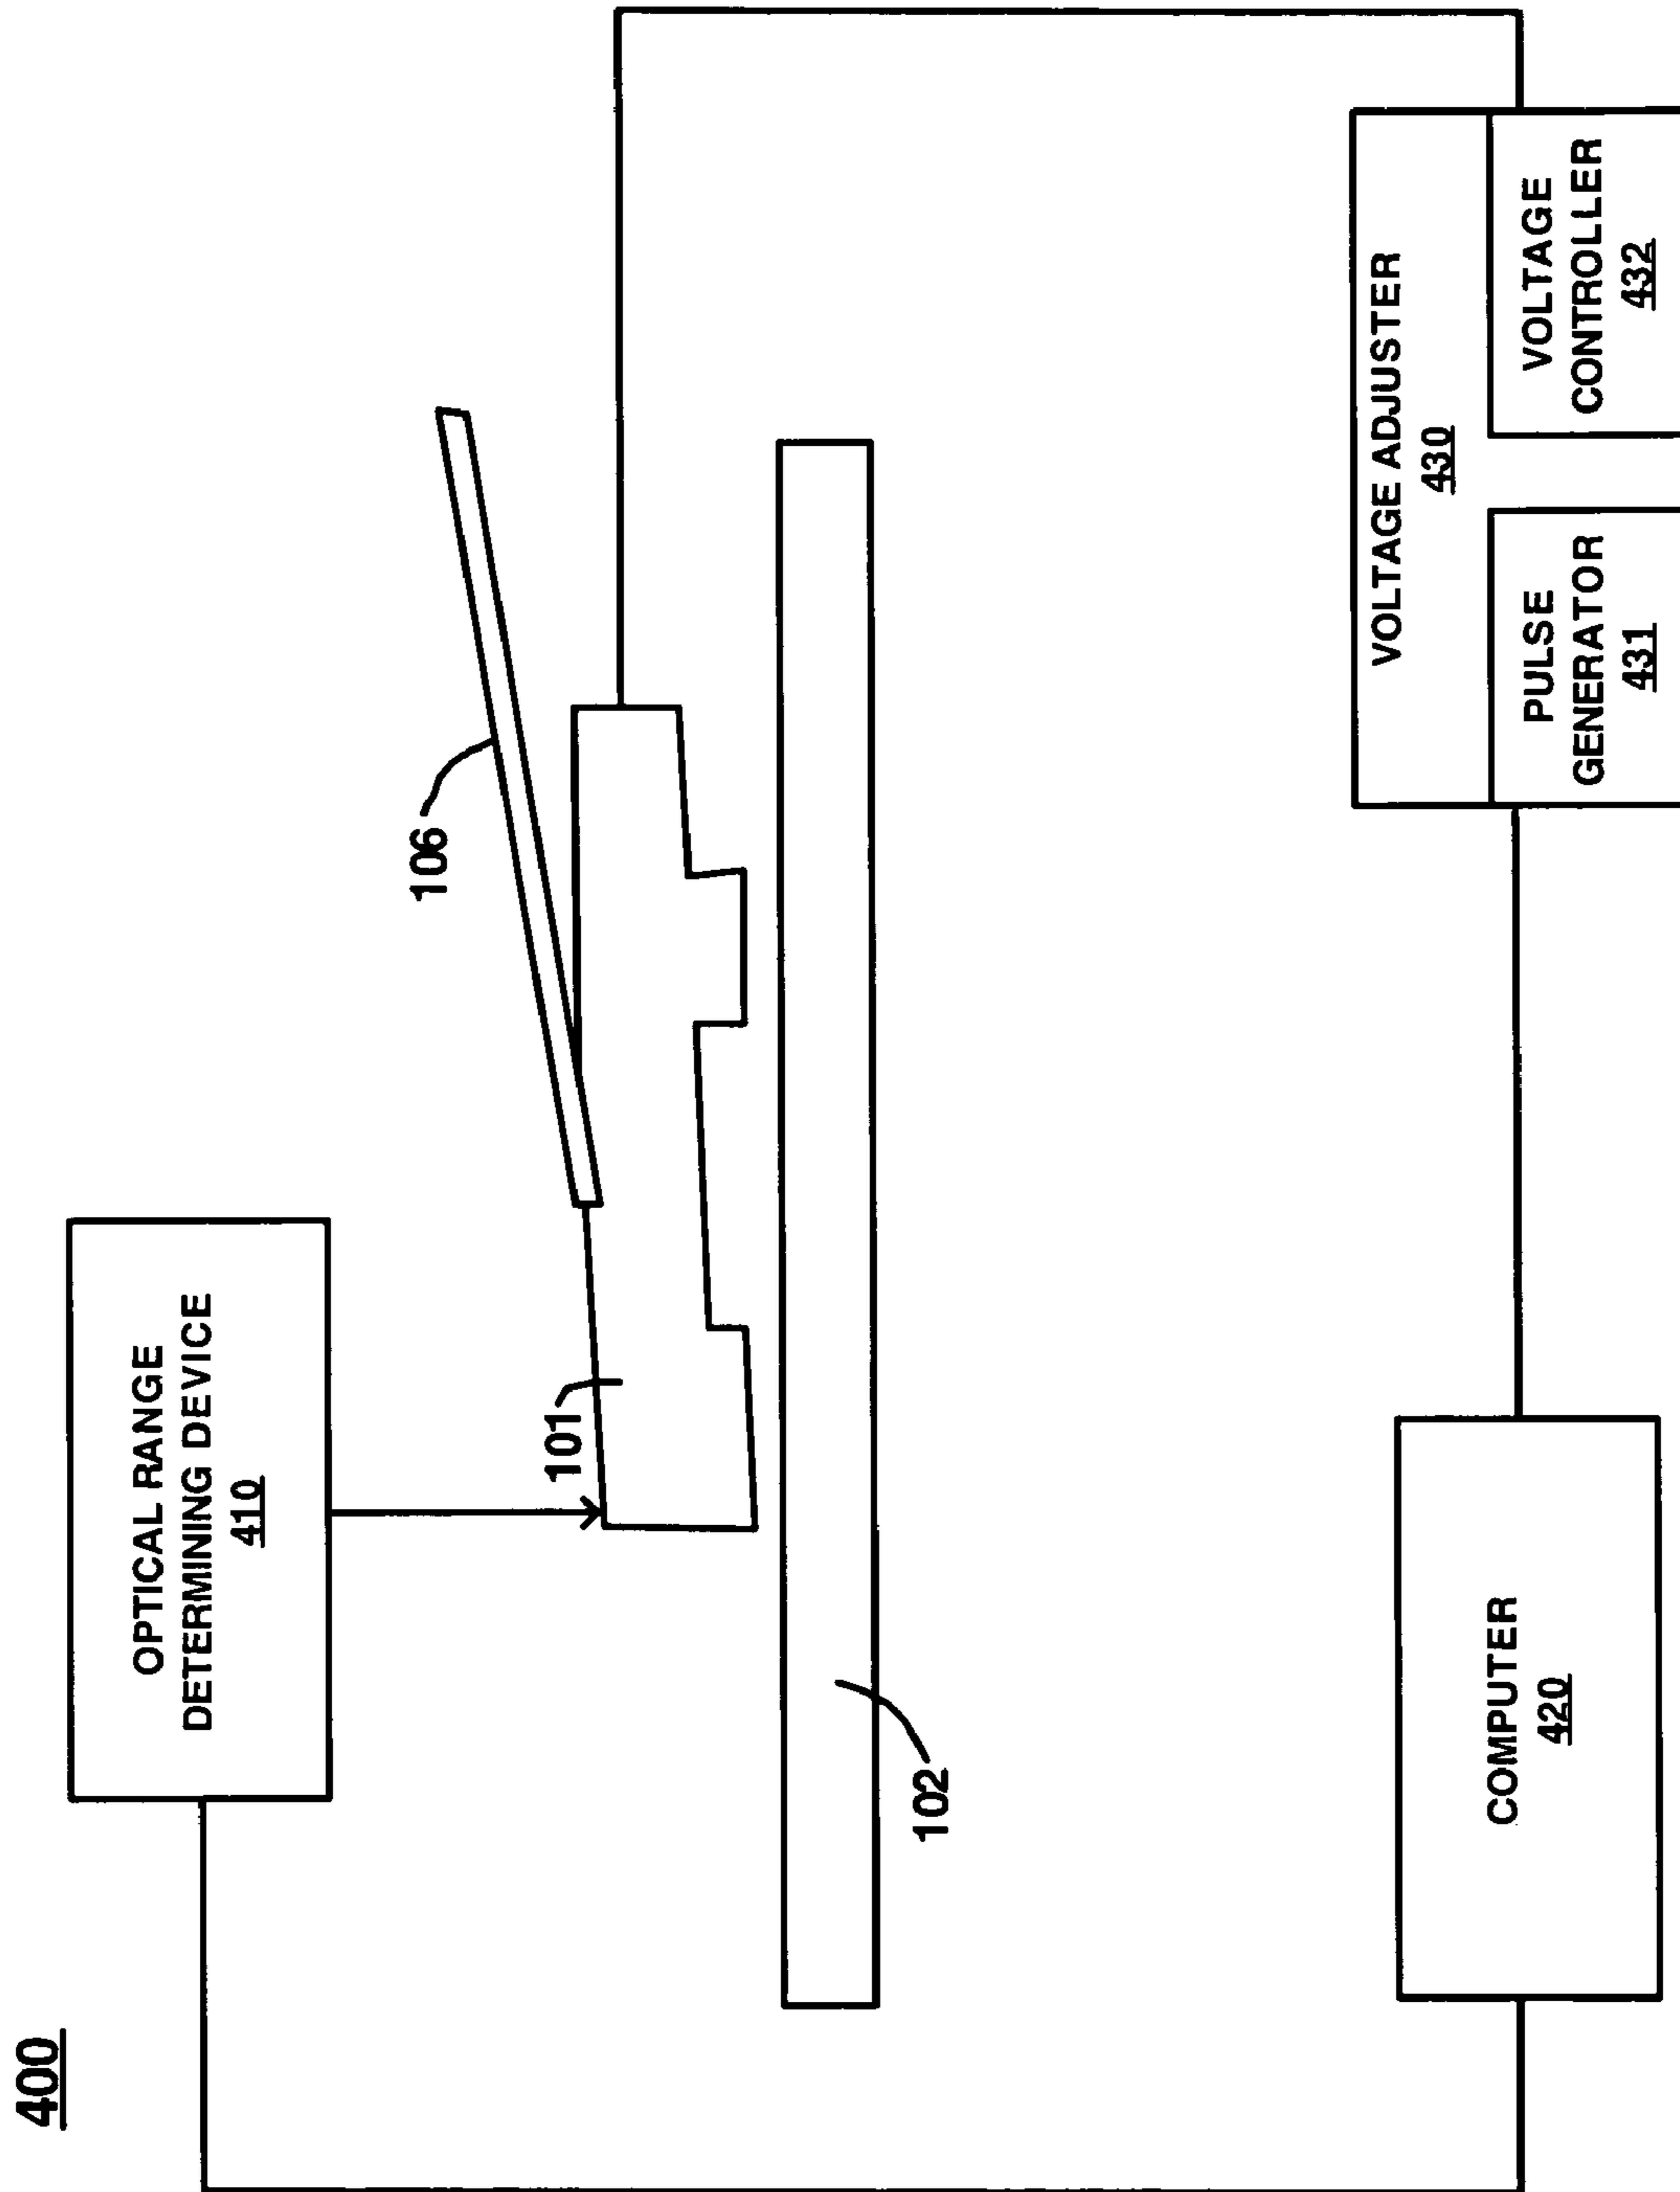 400
OPTICAL RANGE
DETERMINING DEVICE
410
106
101
102
COMPUTER
420
VOLTAGE ADJUSTER
430
PULSE
GENERATOR
431
VOLTAGE
CONTROLLER
432